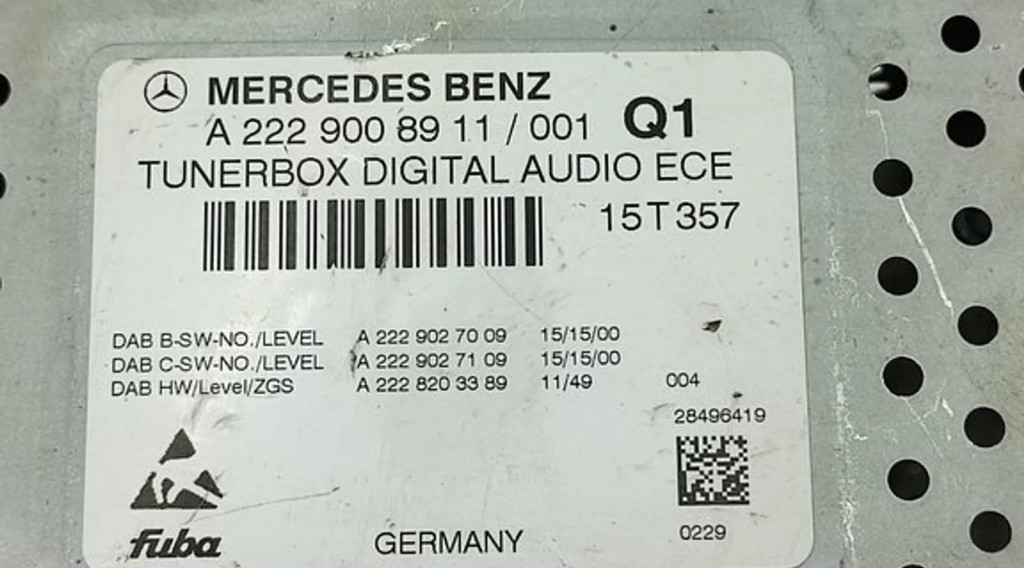 MERCEDES BENZ
A 222 900 89 11 / 001 Q1
TUNERBOX DIGITAL AUDIO ECE
15T357
DAB B-SW-NO./LEVEL A 222 902 70 09 15/15/00
DAB C-SW-NO./LEVEL A 222 902 71 09 15/15/00
DAB HW/Level/ZGS A 222 820 33 89 11/49 004
28496419
fuba
GERMANY
0229